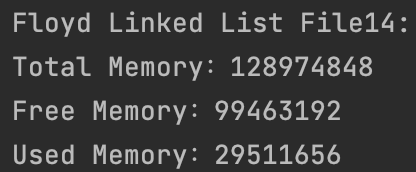 Floyd Linked List File14:
Total Memory: 128974848
Free Memory: 99463192
Used Memory: 29511656